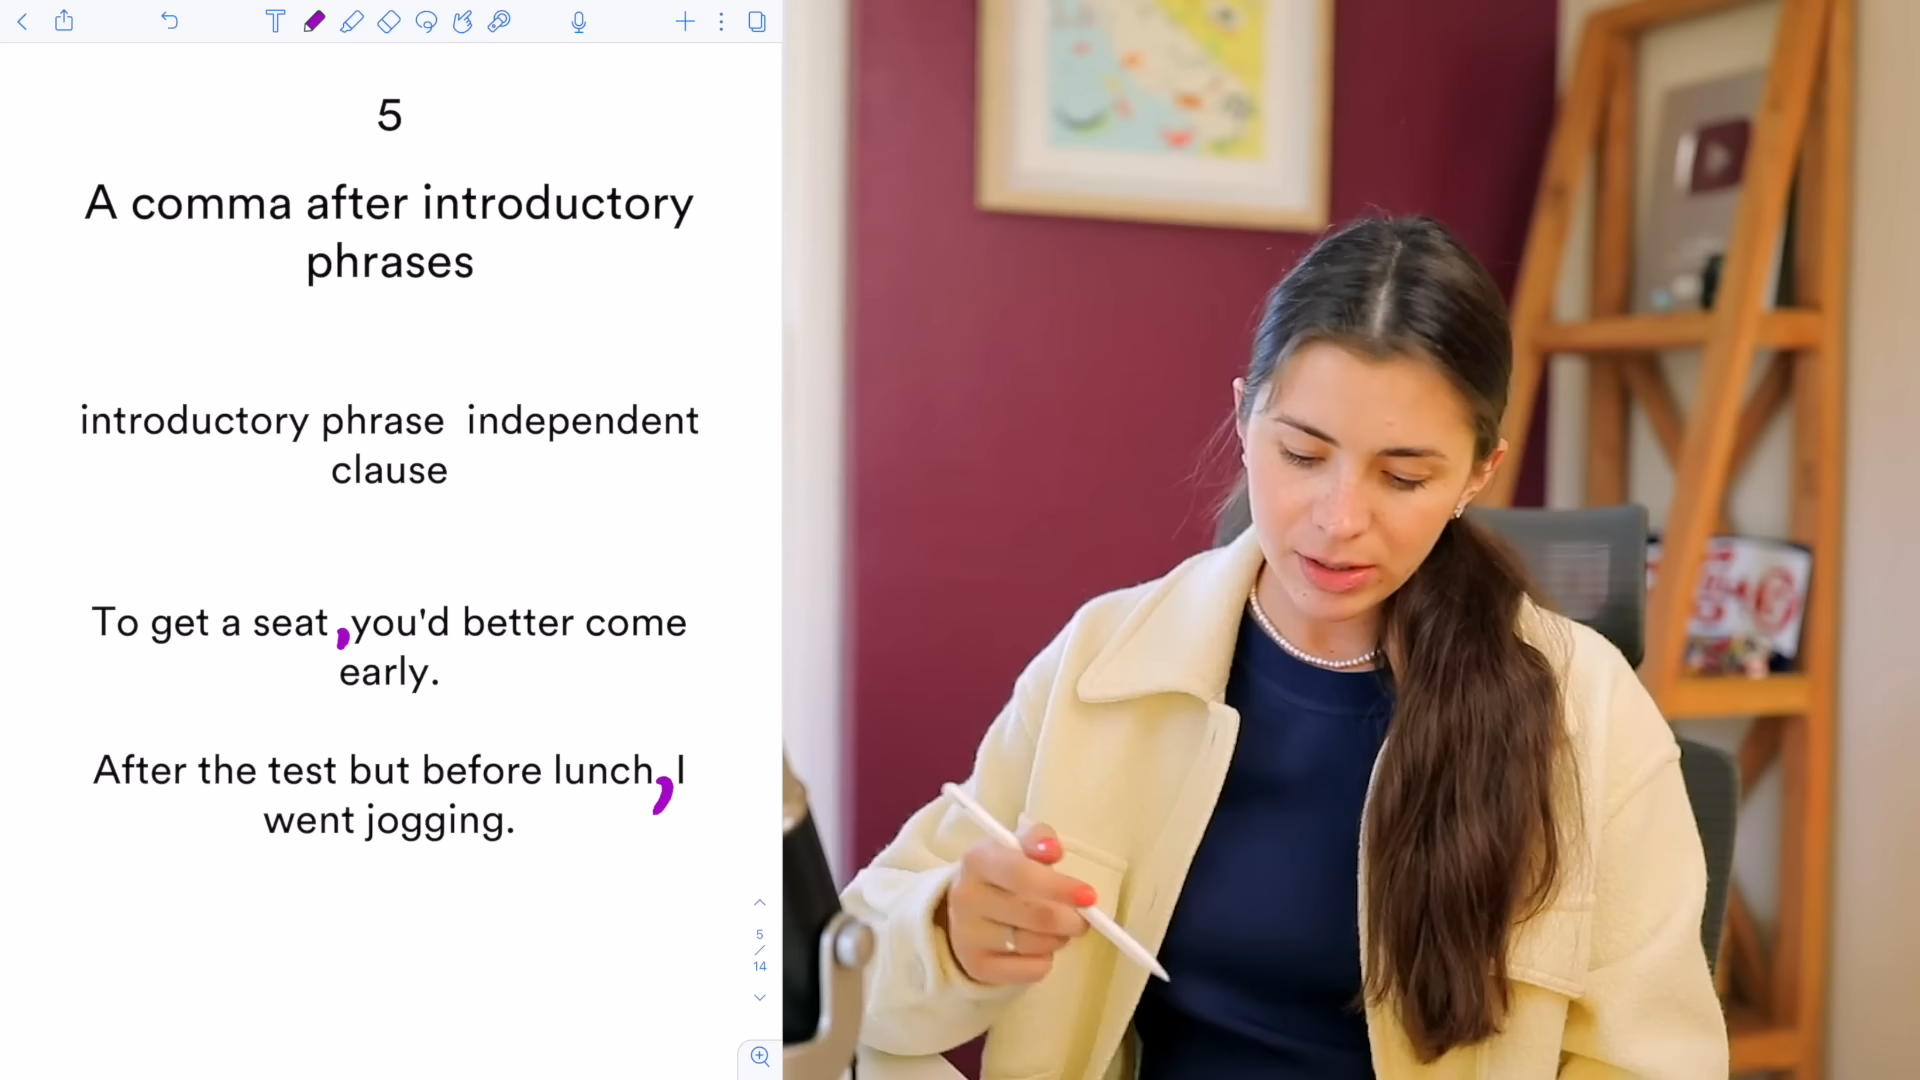 5
A comma after introductory
phrases
introductory phrase independent
clause
To get a seat, you'd better come
early.
After the test but before lunch, I
went jogging.
5
/
14